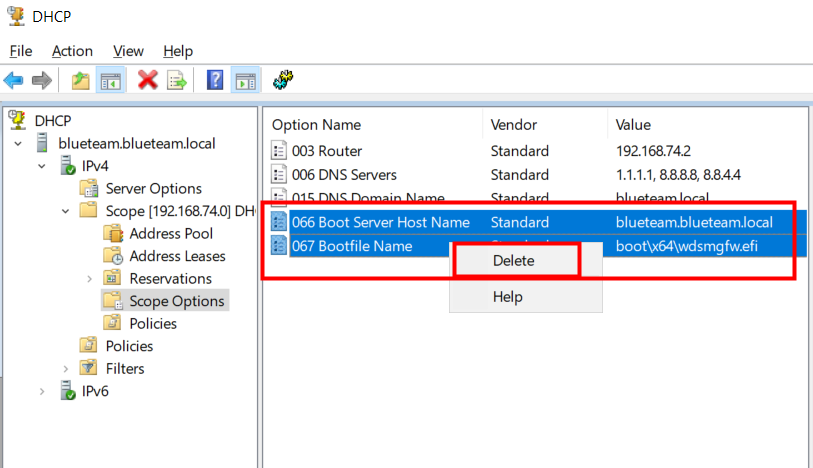 DHCP
File Action View Help
DHCP
blueteam.blueteam.local
IPv4
Server Options
Scope [192.168.74.0] DH
Address Pool
Address Leases
Reservations
Scope Options
Policies
Policies
Filters
IPv6
Option Name Vendor Value
003 Router Standard 192.168.74.2
006 DNS Servers Standard 1.1.1.1, 8.8.8.8, 8.8.4.4
015 DNS Domain Name Standard blueteam.local
066 Boot Server Host Name Standard blueteam.blueteam.local
067 Bootfile Name boot\x64\wdsmgfw.efi
Delete
Help